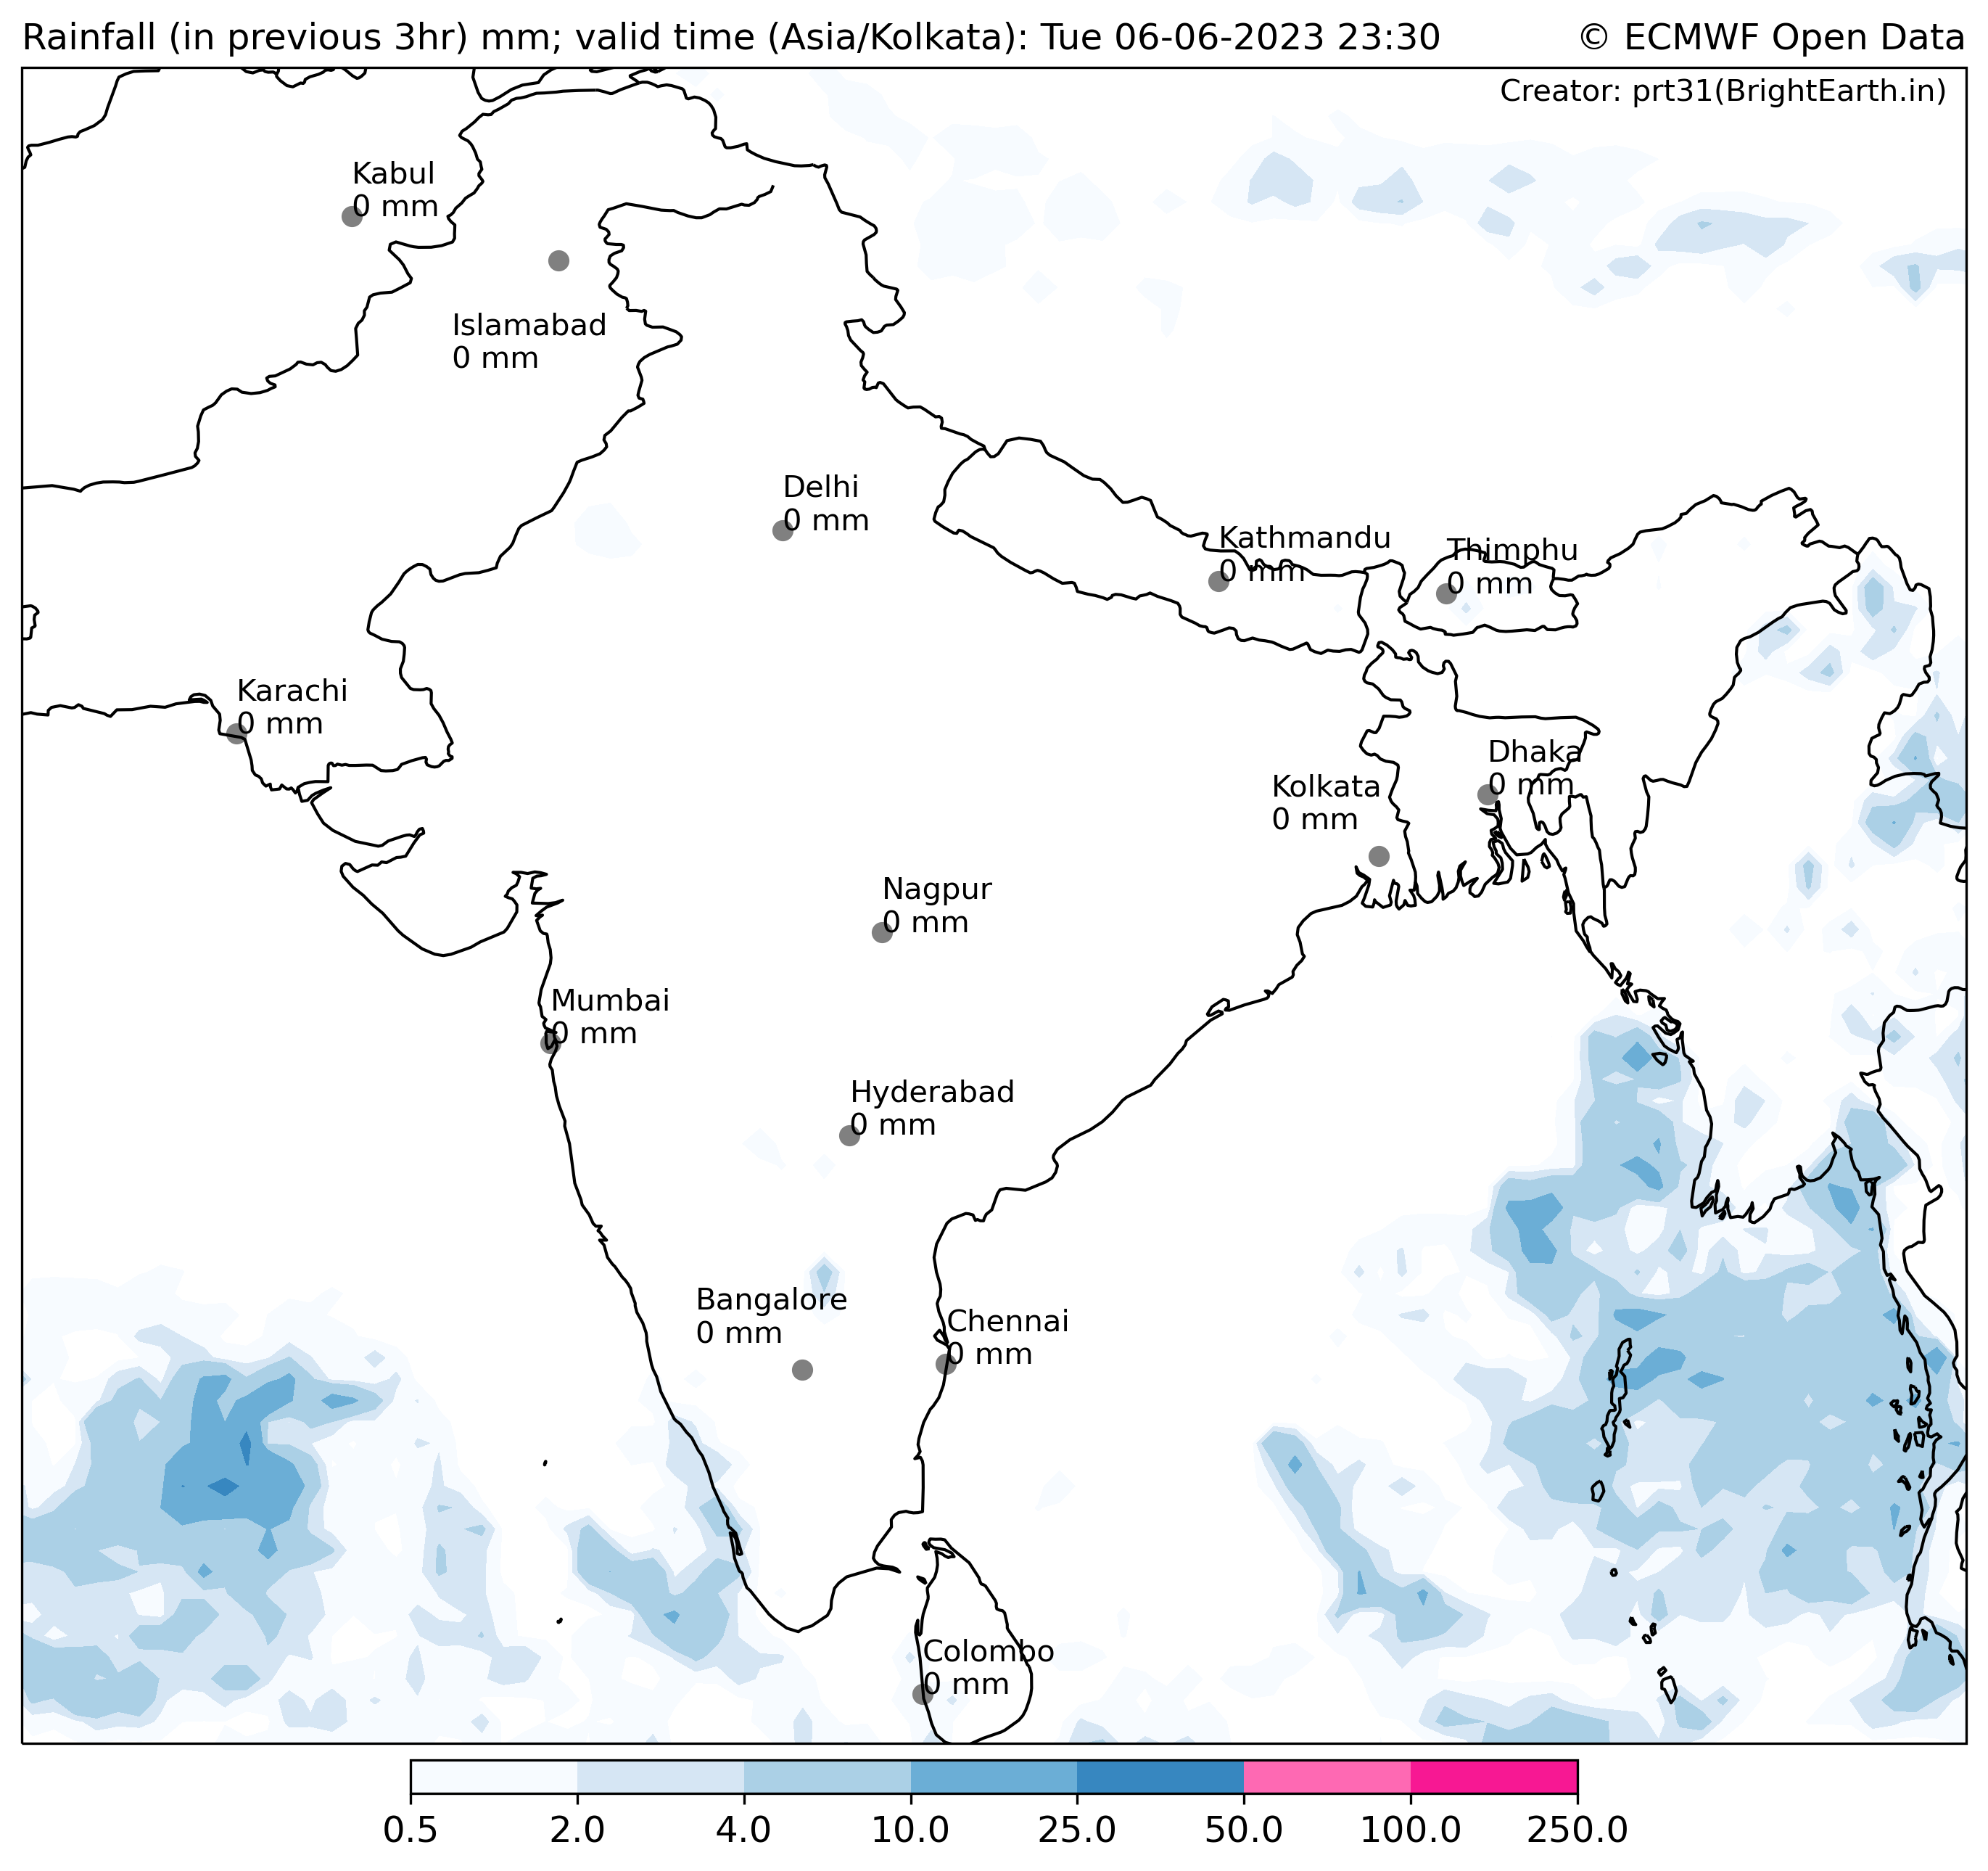 Rainfall (in previous 3hr) mm; valid time (Asia/Kolkata): Tue 06-06-2023 23:30
© ECMWF Open Data
Creator: prt31(BrightEarth.in)
Kabul
0 mm
Islamabad
0 mm
Delhi
0 mm
Kathmandu
0 mm
Thimphu
0 mm
Karachi
0 mm
Dhaka
0 mm
Kolkata
0 mm
Nagpur
0 mm
Mumbai
0 mm
Hyderabad
0 mm
Bangalore
0 mm
Chennai
0 mm
Colombo
0 mm
0.5 2.0 4.0 10.0 25.0 50.0 100.0 250.0